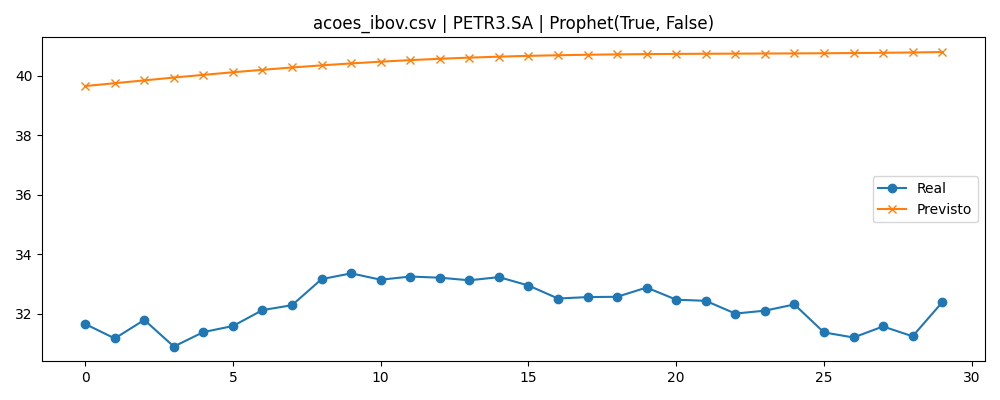 acoes_ibov.csv | PETR3.SA | Prophet(True, False)
40
38
36
34
32
Real
Previsto
0 5 10 15 20 25 30